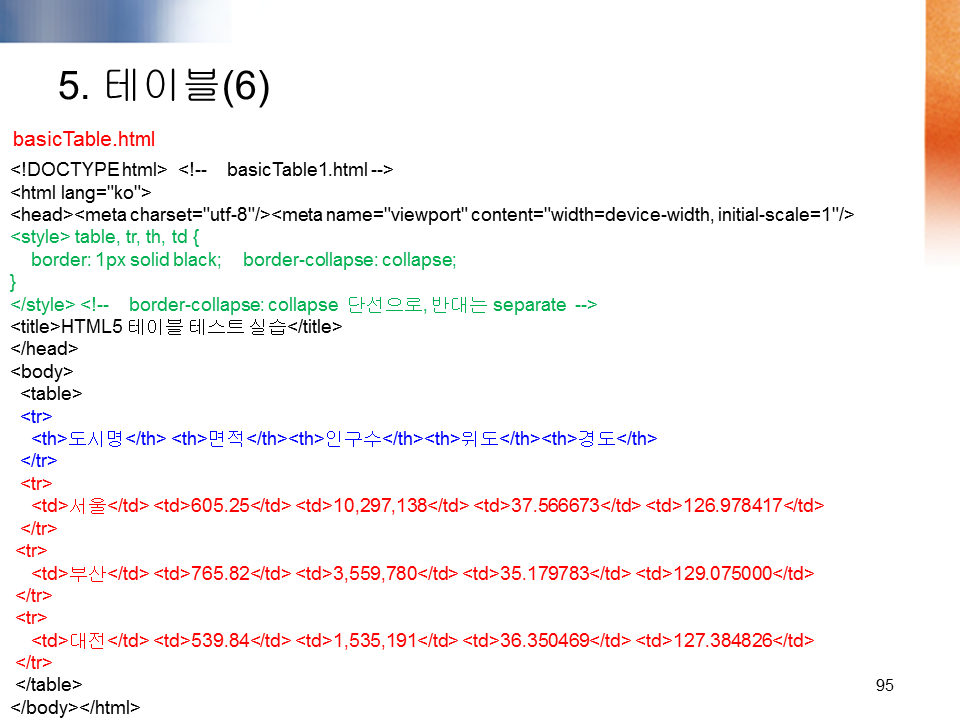 5. 테이블(6)
basicTable.html
<!DOCTYPE html> <!-- basicTable1.html -->
<html lang="ko">
<head><meta charset="utf-8"/><meta name="viewport" content="width=device-width, initial-scale=1"/>
<style> table, tr, th, td {
border: 1px solid black; border-collapse: collapse;
}
</style> <!-- border-collapse: collapse 단선으로, 반대는 separate -->
<title>HTML5 테이블 테스트 실습</title>
</head>
<body>
<table>
<tr>
<th>도시명</th> <th>면적</th><th>인구수</th><th>위도</th><th>경도</th>
</tr>
<tr>
<td>서울</td> <td>605.25</td> <td>10,297,138</td> <td>37.566673</td> <td>126.978417</td>
</tr>
<tr>
<td>부산</td> <td>765.82</td> <td>3,559,780</td> <td>35.179783</td> <td>129.075000</td>
</tr>
<tr>
<td>대전</td> <td>539.84</td> <td>1,535,191</td> <td>36.350469</td> <td>127.384826</td>
</tr>
</table>
</body></html>
95